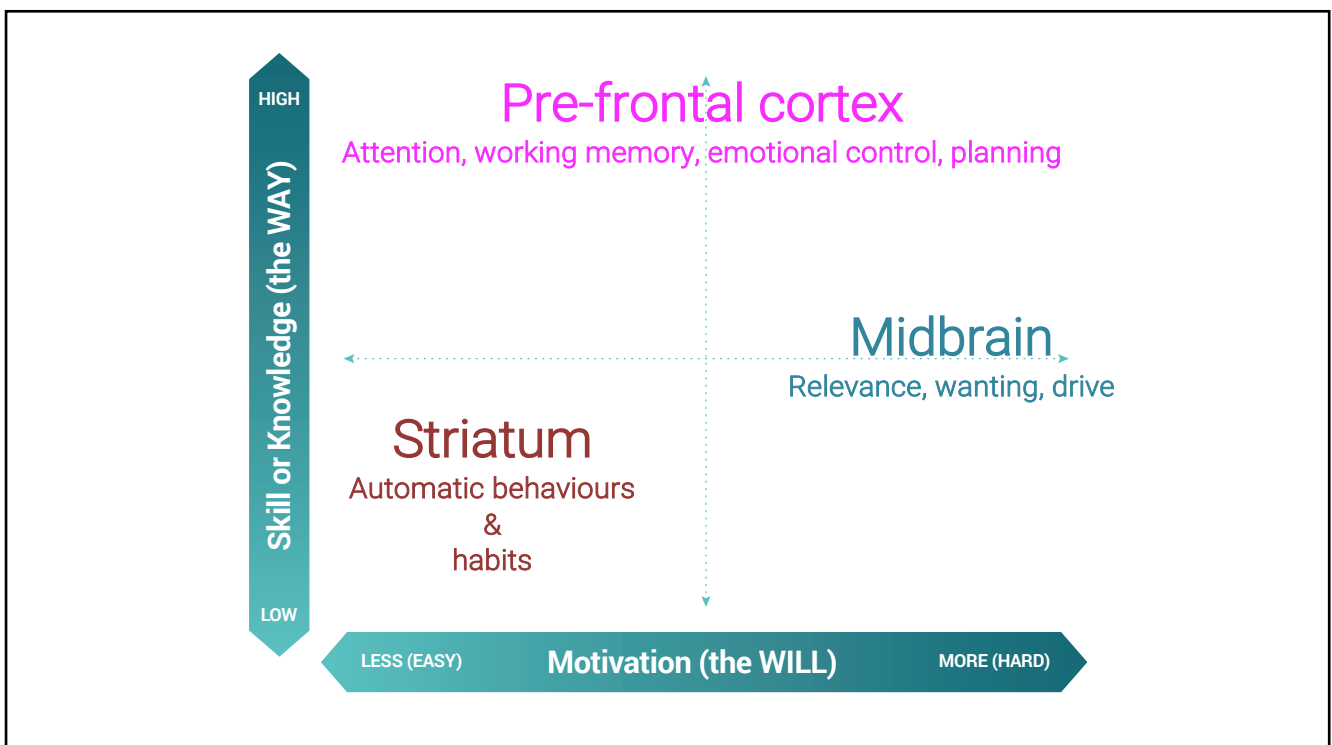 HIGH
Skill or Knowledge (the WAY)
LOW
Pre-frontal cortex
Attention, working memory, emotional control, planning
Midbrain
Relevance, wanting, drive
Striatum
Automatic behaviours
&
habits
LESS (EASY)
Motivation (the WILL)
MORE (HARD)